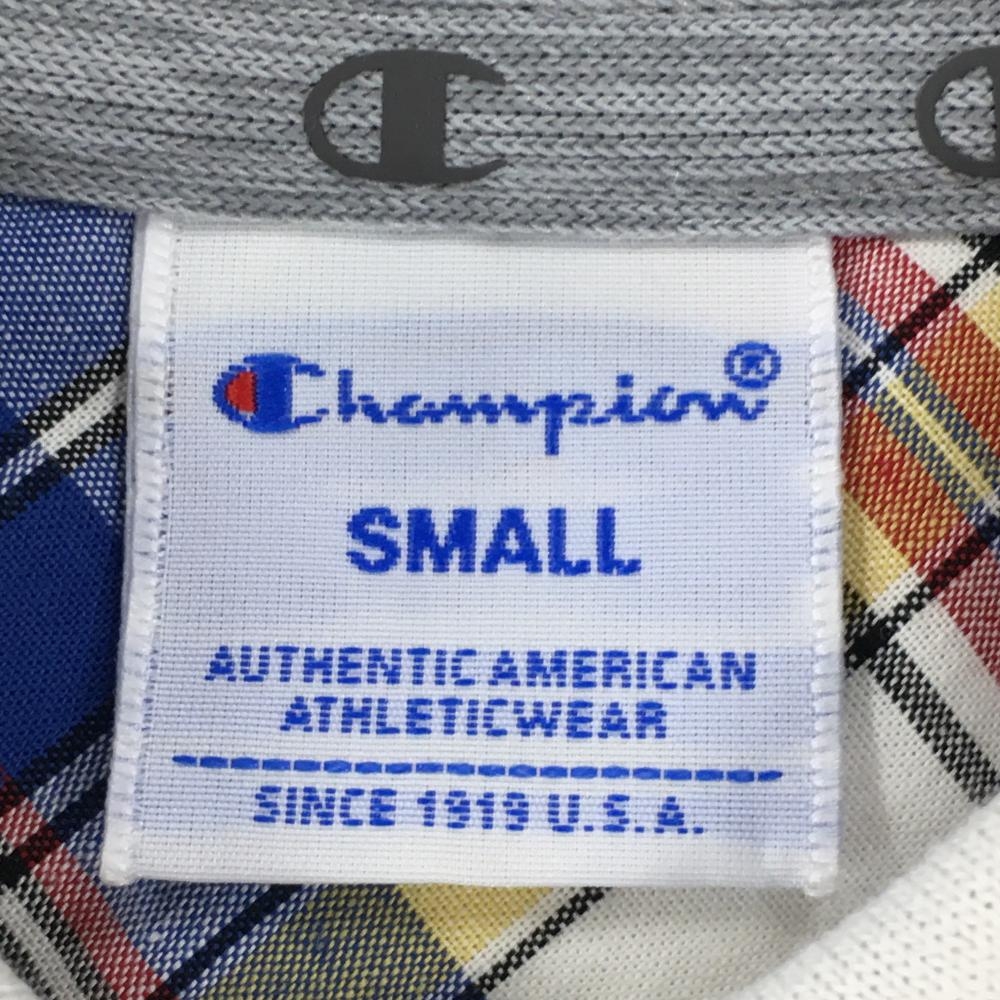 Champion®
SMALL
AUTHENTIC AMERICAN
ATHLETICWEAR
SINCE 1919 U.S.A.